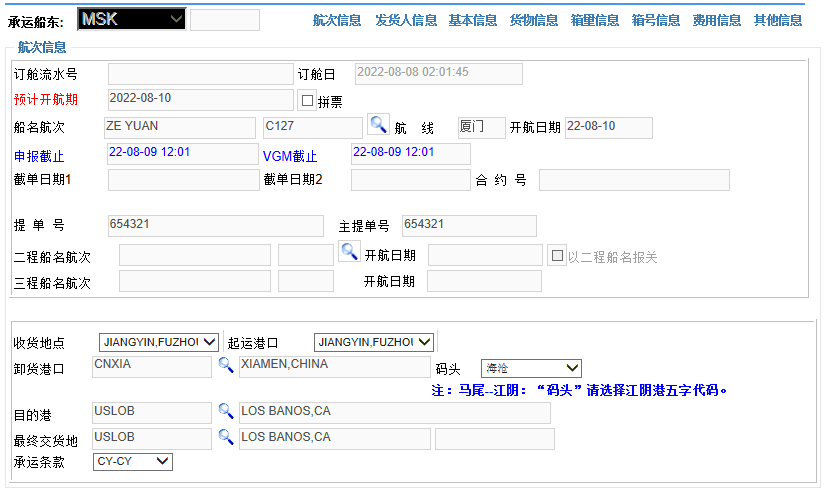 承运船东: MSK 航次信息 发货人信息 基本信息 货物信息 箱量信息 箱号信息 费用信息 其他信息
航次信息
订舱流水号 订舱日 2022-08-08 02:01:45
预计开航期 2022-08-10 拼票
船名航次 ZE YUAN C127 航 线 厦门 开航日期 22-08-10
申报截止 22-08-09 12:01 VGM截止 22-08-09 12:01
截单日期1 截单日期2 合 约 号
提 单 号 654321 主提单号 654321
二程船名航次 开航日期 以二程船名报关
三程船名航次 开航日期
收货地点 JIANGYIN,FUZHOU 起运港口 JIANGYIN,FUZHOU
卸货港口 CNXIA XIAMEN,CHINA 码头 海沧
注：马尾--江阴：“码头”请选择江阴港五字代码。
目的港 USLOB LOS BANOS,CA
最终交货地 USLOB LOS BANOS,CA
承运条款 CY-CY